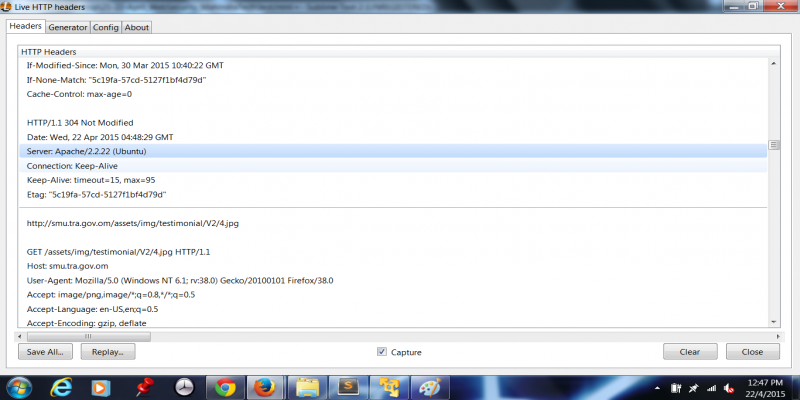 Live HTTP headers
Headers Generator Config About
HTTP Headers
If-Modified-Since: Mon, 30 Mar 2015 10:40:22 GMT
If-None-Match: "5c19fa-57cd-5127f1bf4d79d"
Cache-Control: max-age=0
HTTP/1.1 304 Not Modified
Date: Wed, 22 Apr 2015 04:48:29 GMT
Server: Apache/2.2.22 (Ubuntu)
Connection: Keep-Alive
Keep-Alive: timeout=15, max=95
Etag: "5c19fa-57cd-5127f1bf4d79d"
http://smu.tra.gov.om/assets/img/testimonial/V2/4.jpg
GET /assets/img/testimonial/V2/4.jpg HTTP/1.1
Host: smu.tra.gov.om
User-Agent: Mozilla/5.0 (Windows NT 6.1; rv:38.0) Gecko/20100101 Firefox/38.0
Accept: image/png,image/*;q=0.8,*/*;q=0.5
Accept-Language: en-US,en;q=0.5
Accept-Encoding: gzip, deflate
Save All... Replay... Capture Clear Close
12:47 PM
22/4/2015